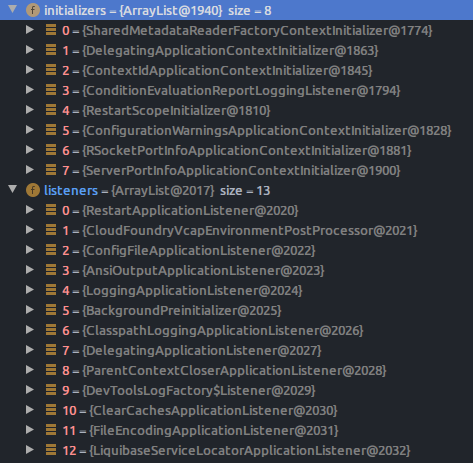 f initializers = {ArrayList@1940} size = 8
0 = {SharedMetadataReaderFactoryContextInitializer@1774}
1 = {DelegatingApplicationContextInitializer@1863}
2 = {ContextIdApplicationContextInitializer@1845}
3 = {ConditionEvaluationReportLoggingListener@1794}
4 = {RestartScopeInitializer@1810}
5 = {ConfigurationWarningsApplicationContextInitializer@1828}
6 = {RSocketPortInfoApplicationContextInitializer@1881}
7 = {ServerPortInfoApplicationContextInitializer@1900}
f listeners = {ArrayList@2017} size = 13
0 = {RestartApplicationListener@2020}
1 = {CloudFoundryVcapEnvironmentPostProcessor@2021}
2 = {ConfigFileApplicationListener@2022}
3 = {AnsiOutputApplicationListener@2023}
4 = {LoggingApplicationListener@2024}
5 = {BackgroundPreinitializer@2025}
6 = {ClasspathLoggingApplicationListener@2026}
7 = {DelegatingApplicationListener@2027}
8 = {ParentContextCloserApplicationListener@2028}
9 = {DevToolsLogFactory$Listener@2029}
10 = {ClearCachesApplicationListener@2030}
11 = {FileEncodingApplicationListener@2031}
12 = {LiquibaseServiceLocatorApplicationListener@2032}